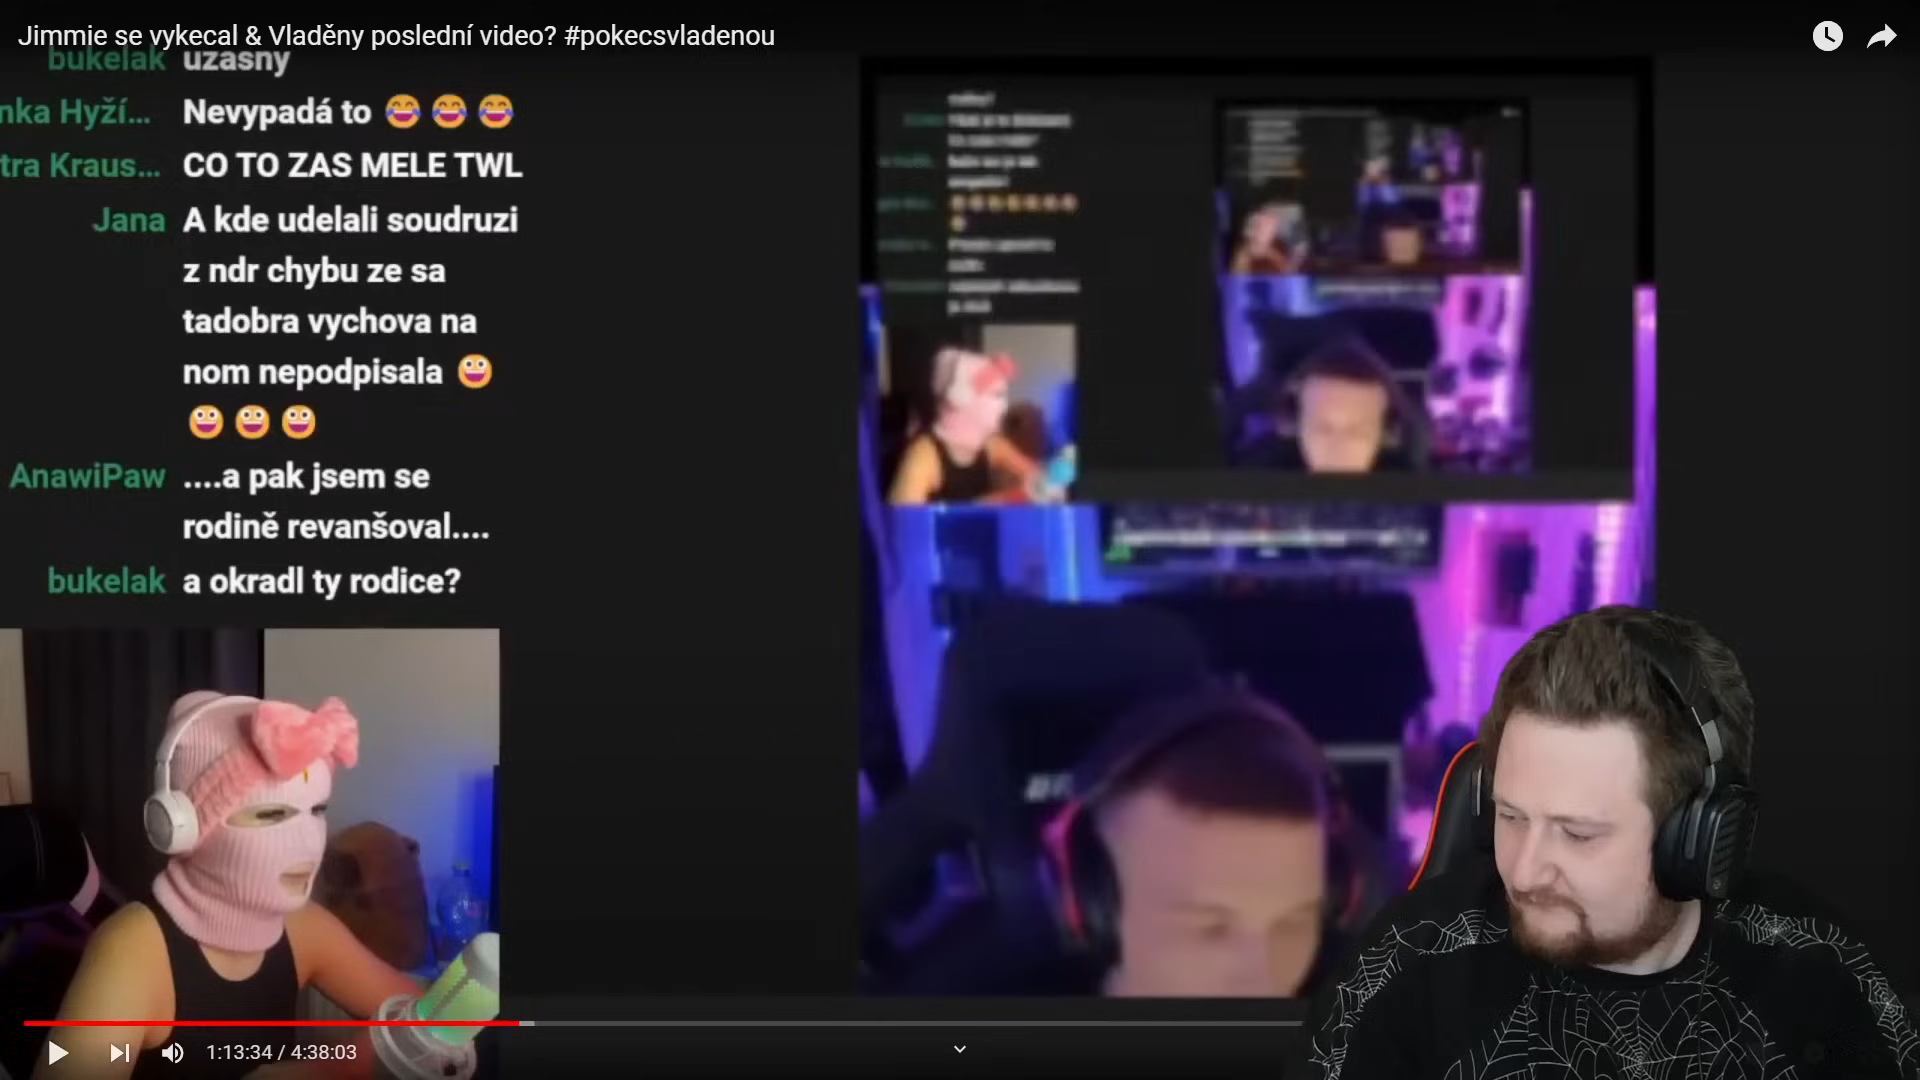 Jimmie se vykecal & Vladěny poslední video? #pokecsvladenou
bukelak uzasny
nka Hyží... Nevypadá to 😂 😂 😂
tra Kraus... CO TO ZAS MELE TWL
Jana A kde udelali soudruzi
z ndr chybu ze sa
tadobra vychova na
nom nepodpisala 😀
😀 😀 😀
AnawiPaw ....a pak jsem se
rodině revanšoval....
bukelak a okradl ty rodice?
1:13:34 / 4:38:03